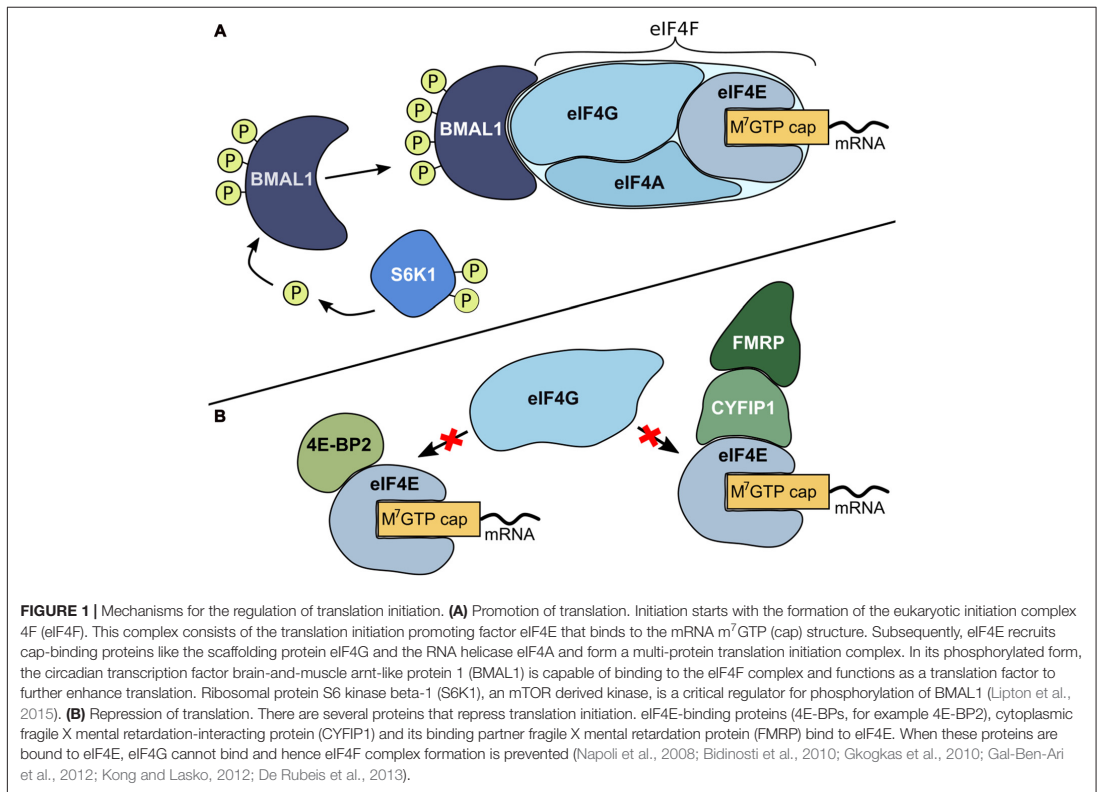 A
eIF4F
P
P
P
P
BMAL1
eIF4G
eIF4E
M⁷GTP cap
mRNA
eIF4A
P
P
P
BMAL1
P
S6K1
P
P
B
eIF4G
FMRP
CYFIP1
4E-BP2
eIF4E
M⁷GTP cap
mRNA
eIF4E
M⁷GTP cap
mRNA
FIGURE 1 | Mechanisms for the regulation of translation initiation. (A) Promotion of translation. Initiation starts with the formation of the eukaryotic initiation complex
4F (eIF4F). This complex consists of the translation initiation promoting factor eIF4E that binds to the mRNA m⁷GTP (cap) structure. Subsequently, eIF4E recruits
cap-binding proteins like the scaffolding protein eIF4G and the RNA helicase eIF4A and form a multi-protein translation initiation complex. In its phosphorylated form,
the circadian transcription factor brain-and-muscle arnt-like protein 1 (BMAL1) is capable of binding to the eIF4F complex and functions as a translation factor to
further enhance translation. Ribosomal protein S6 kinase beta-1 (S6K1), an mTOR derived kinase, is a critical regulator for phosphorylation of BMAL1 (Lipton et al.,
2015). (B) Repression of translation. There are several proteins that repress translation initiation. eIF4E-binding proteins (4E-BPs, for example 4E-BP2), cytoplasmic
fragile X mental retardation-interacting protein (CYFIP1) and its binding partner fragile X mental retardation protein (FMRP) bind to eIF4E. When these proteins are
bound to eIF4E, eIF4G cannot bind and hence eIF4F complex formation is prevented (Napoli et al., 2008; Bidinosti et al., 2010; Gkogkas et al., 2010; Gal-Ben-Ari
et al., 2012; Kong and Lasko, 2012; De Rubeis et al., 2013).